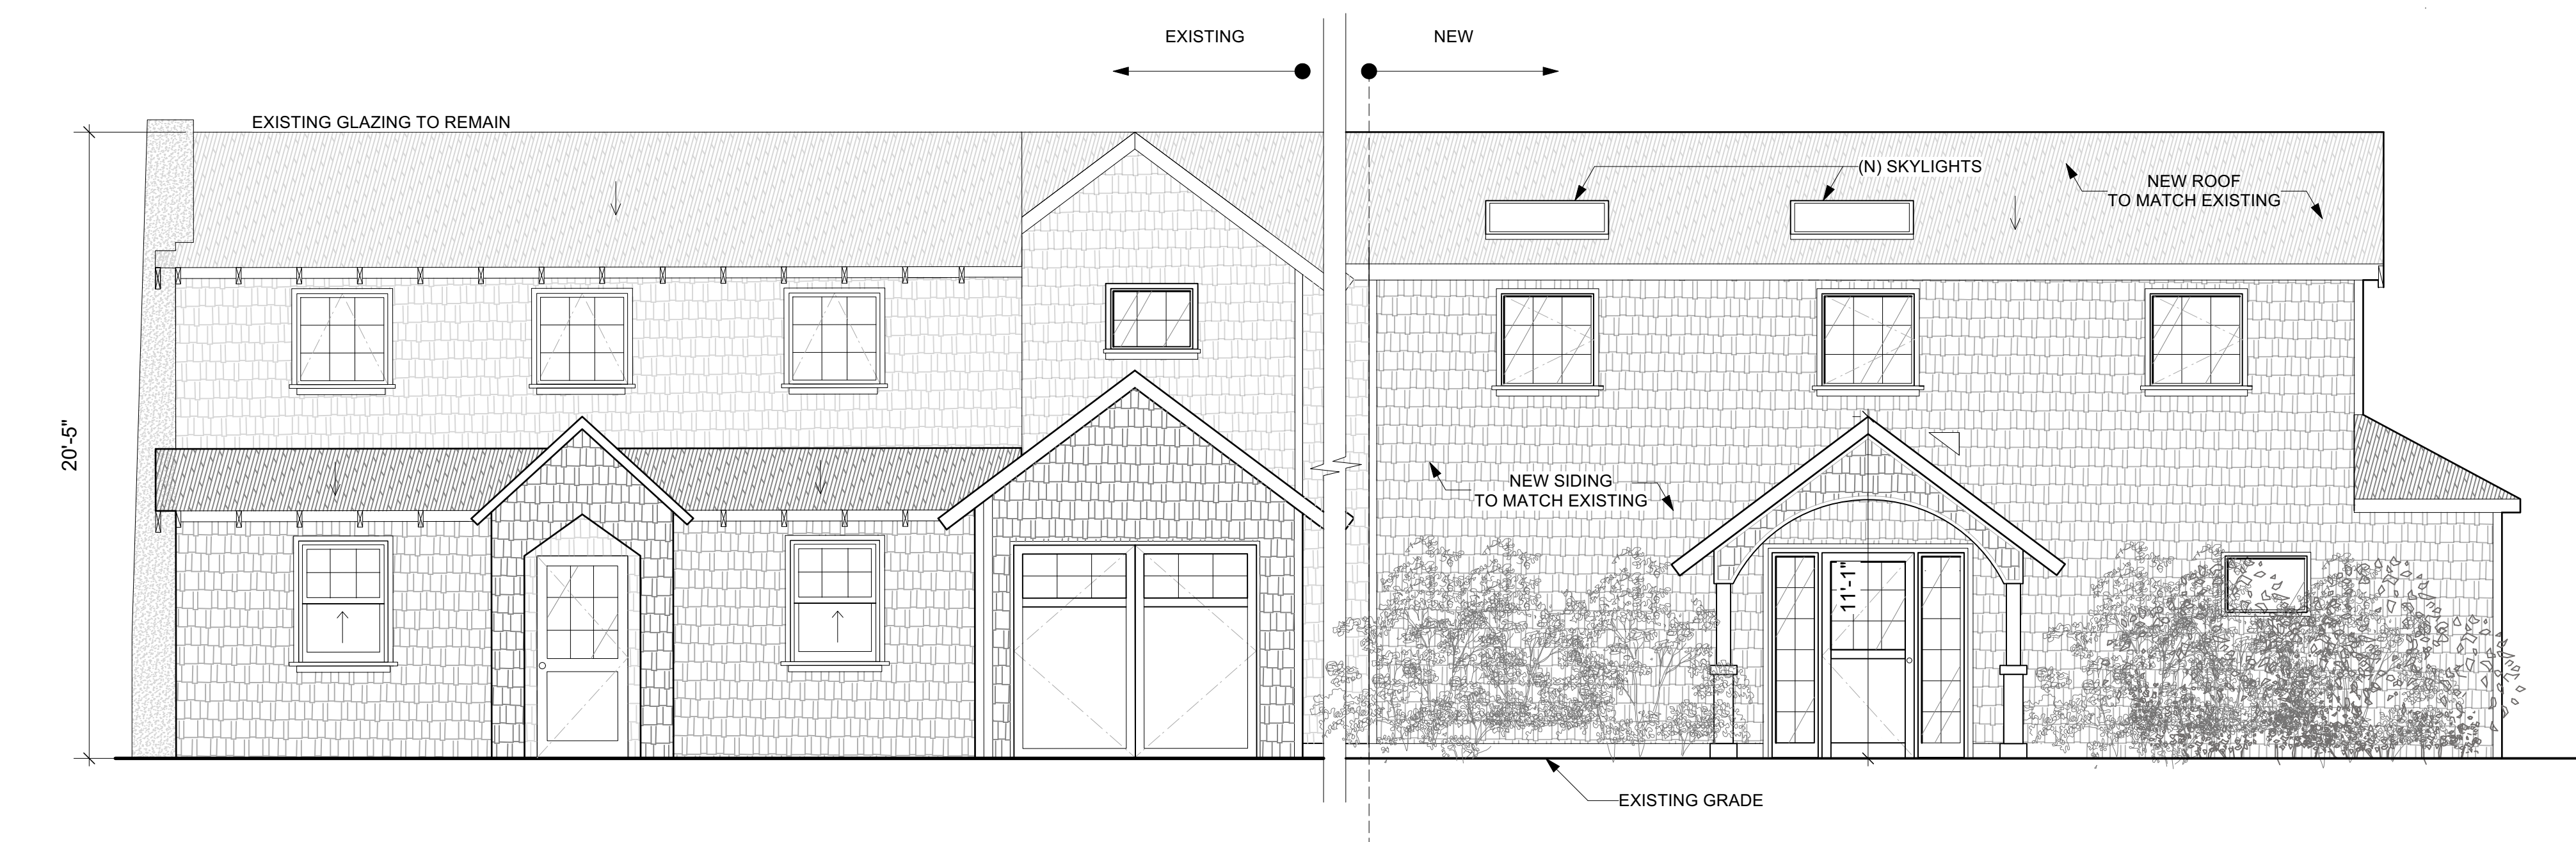 EXISTING
NEW
EXISTING GLAZING TO REMAIN
(N) SKYLIGHTS
NEW ROOF
TO MATCH EXISTING
20'-5"
NEW SIDING
TO MATCH EXISTING
11'-1"
EXISTING GRADE